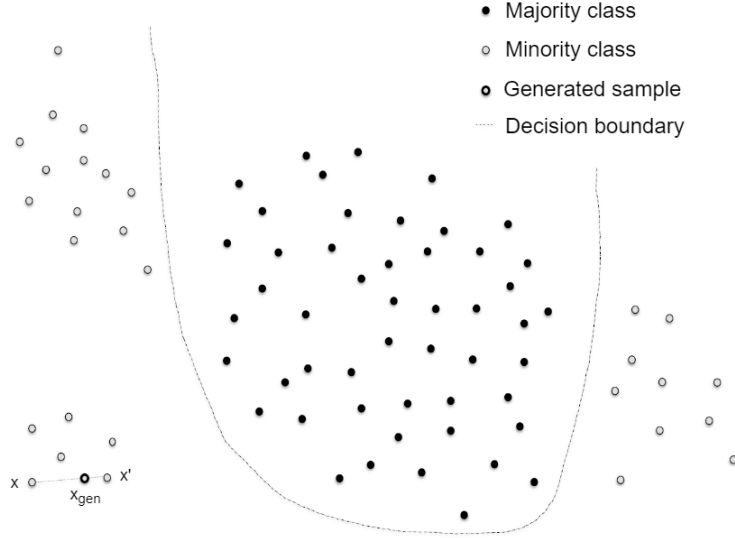 Majority class
Minority class
Generated sample
Decision boundary
x x'
xgen